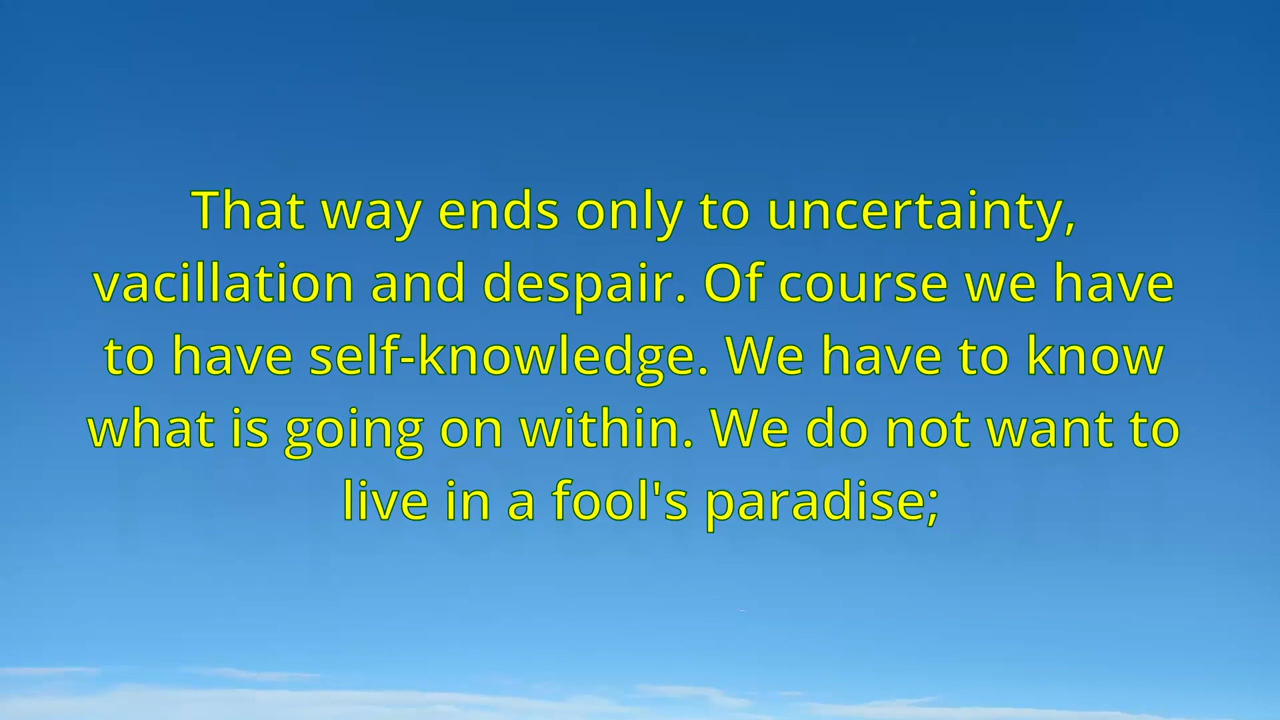 That way ends only to uncertainty,
vacillation and despair. Of course we have
to have self-knowledge. We have to know
what is going on within. We do not want to
live in a fool's paradise;